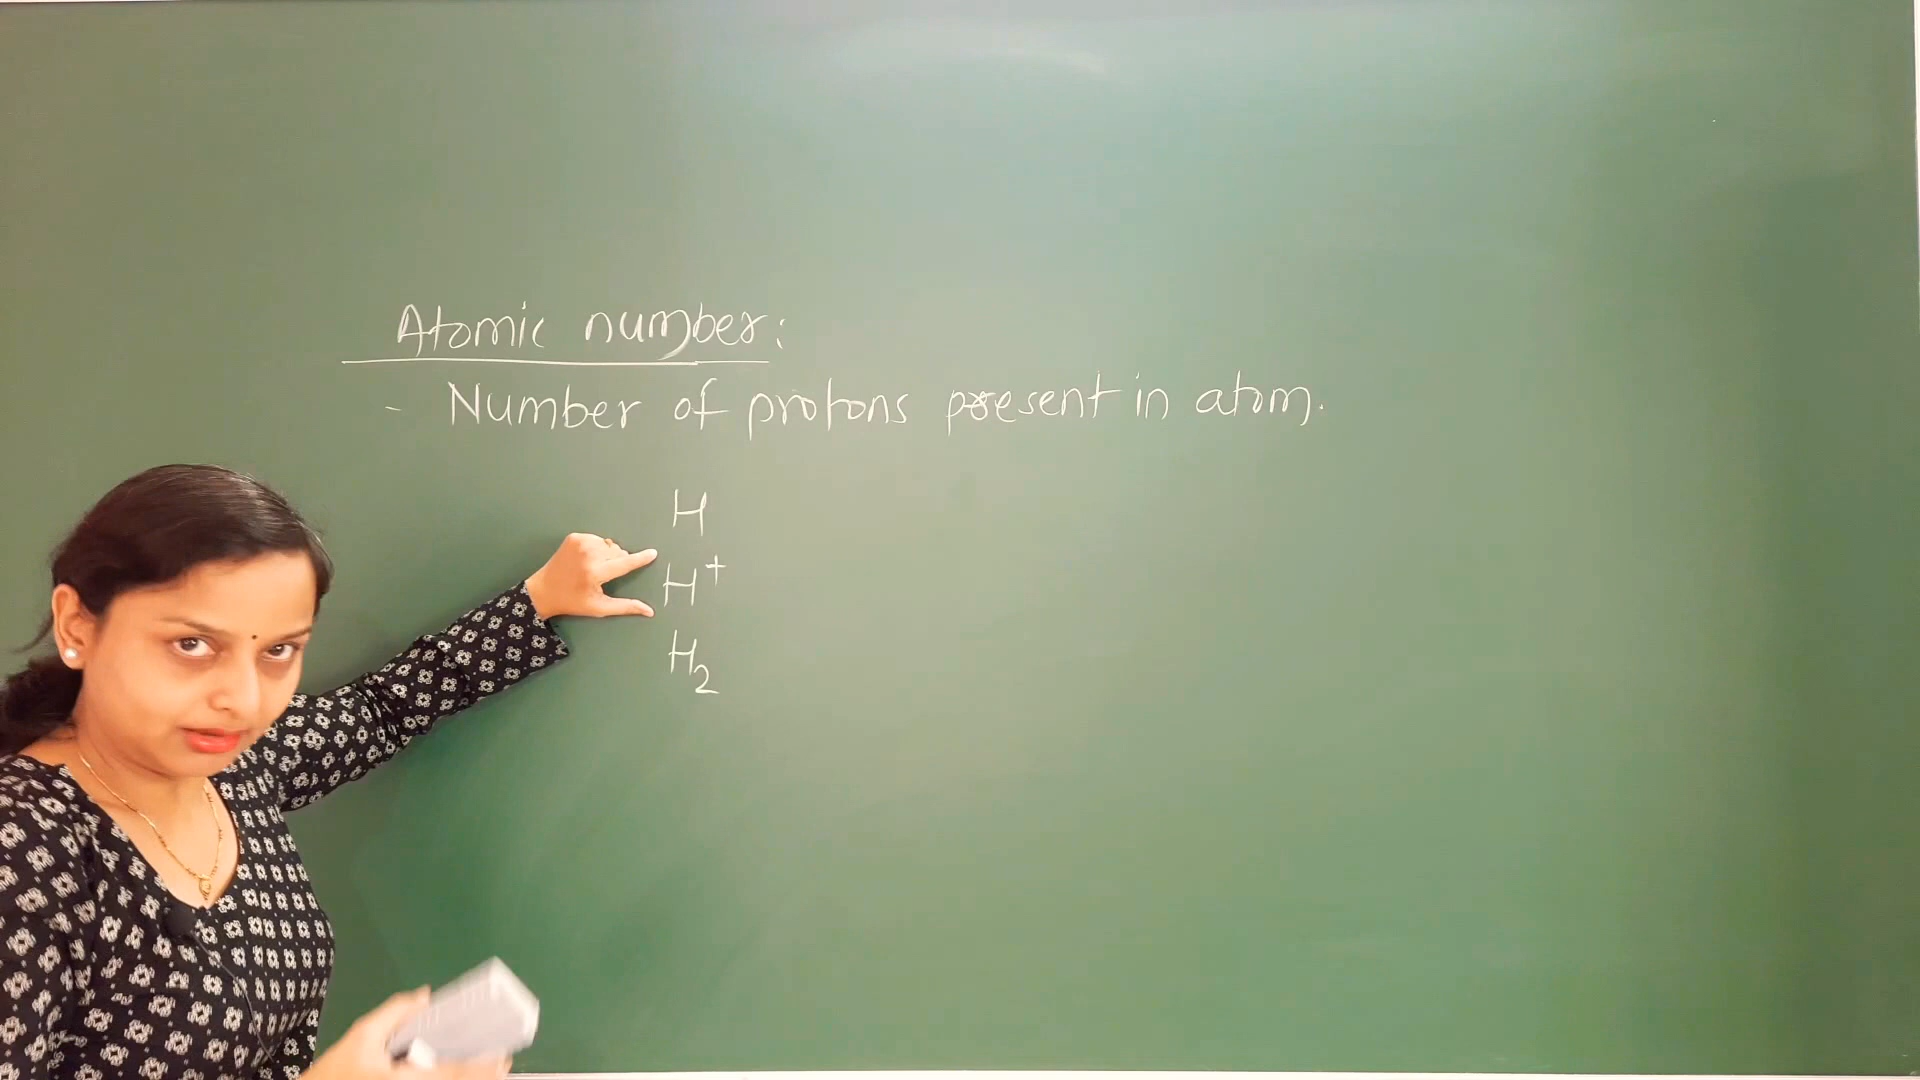 Atomic number:
- Number of protons present in atom.
H
H⁺
H₂